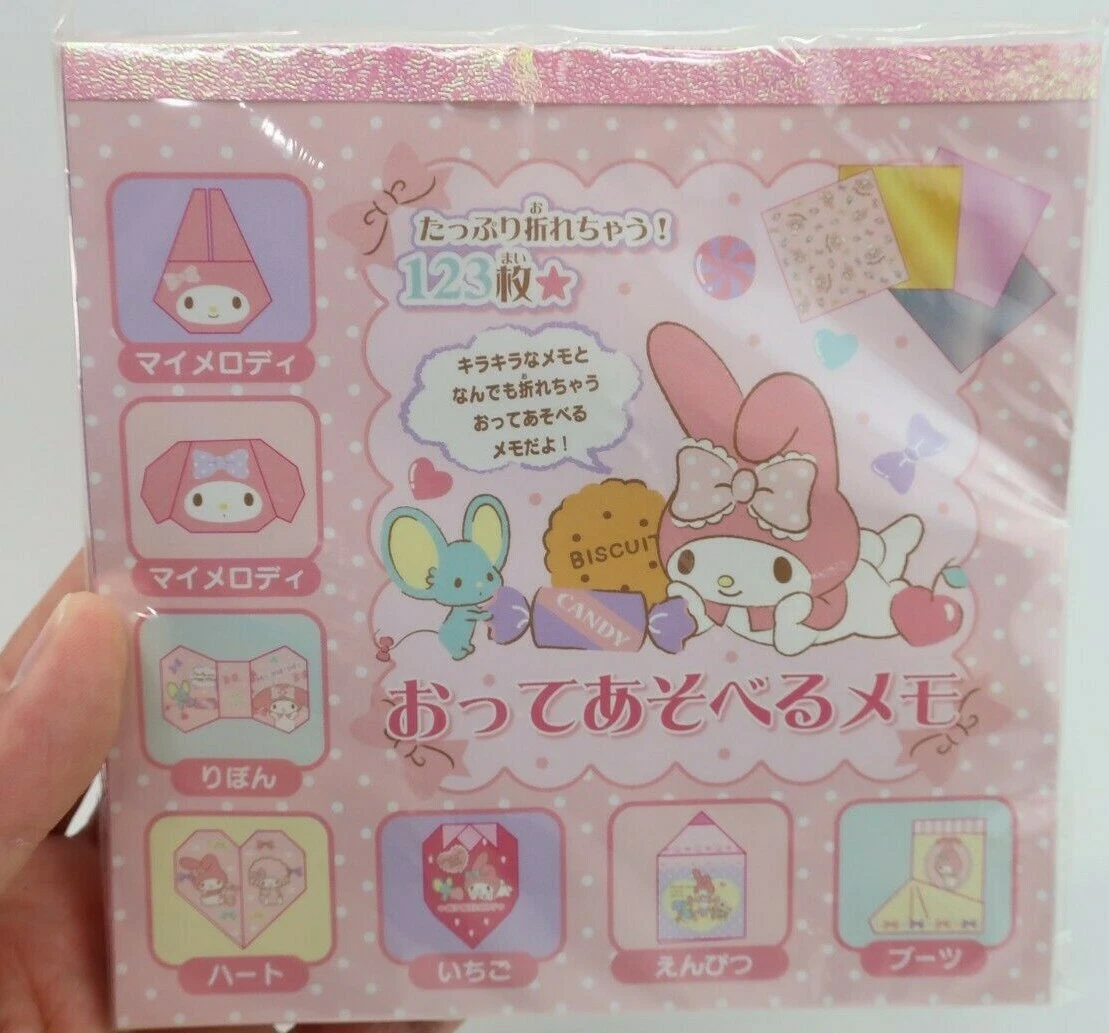 たっぷり折れちゃう!
お
123枚★
まい
キラキラなメモと
なんでも折れちゃう
お
おってあそべる
メモだよ!
BISCUIT
CANDY
おってあそべるメモ
マイメロディ
マイメロディ
りぼん
ハート
いちご
えんぴつ
ブーツ